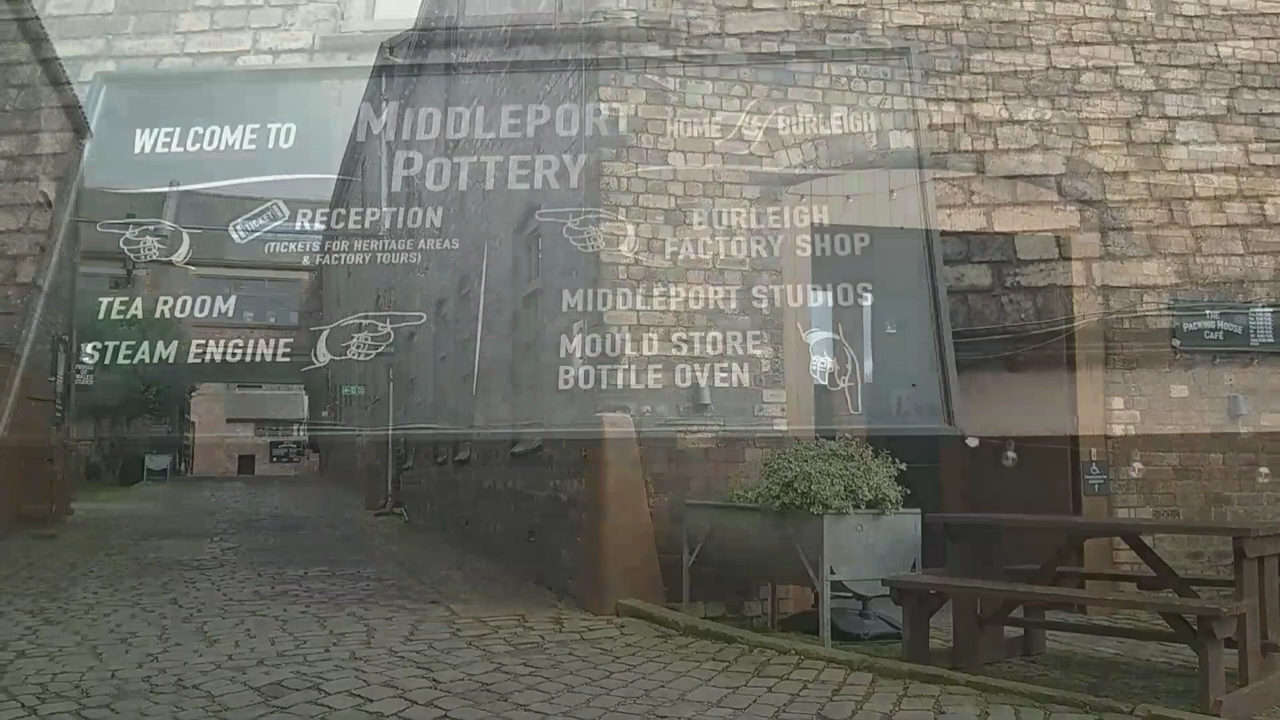 WELCOME TO
MIDDLEPORT
POTTERY
HOME of BURLEIGH
TICKET
RECEPTION
(TICKETS FOR HERITAGE AREAS
& FACTORY TOURS)
TEA ROOM
STEAM ENGINE
BURLEIGH
FACTORY SHOP
MIDDLEPORT STUDIOS
MOULD STORE
BOTTLE OVEN
THE
PACKING HOUSE
CAFÉ